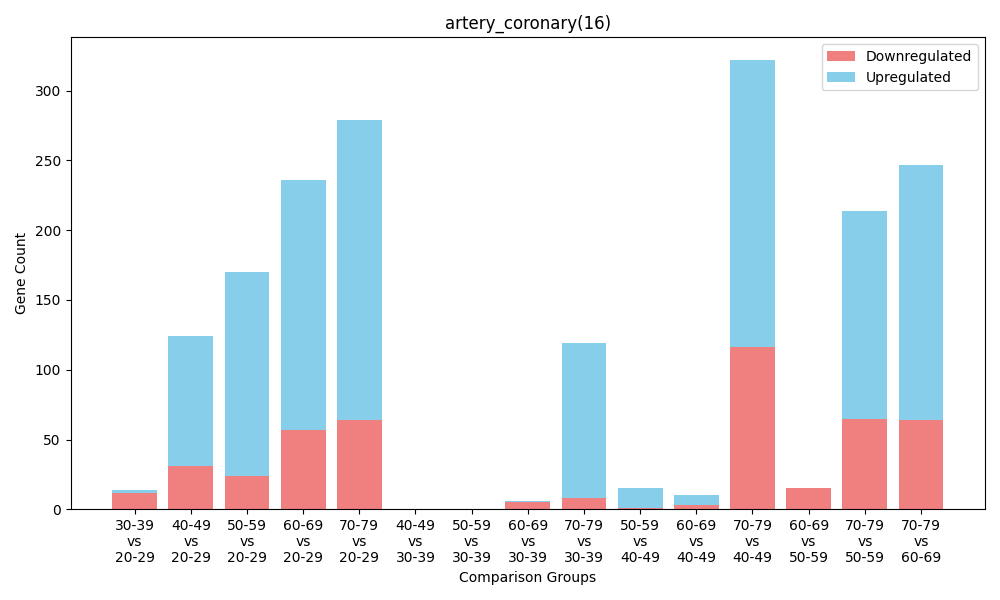 artery_coronary(16)
Downregulated
Upregulated
Gene Count
300
250
200
150
100
50
0
30-39 40-49 50-59 60-69 70-79 40-49 50-59 60-69 70-79 50-59 60-69 70-79 60-69 70-79 70-79
vs vs vs vs vs vs vs vs vs vs vs vs vs vs vs
20-29 20-29 20-29 20-29 20-29 30-39 30-39 30-39 30-39 40-49 40-49 40-49 50-59 50-59 60-69
Comparison Groups